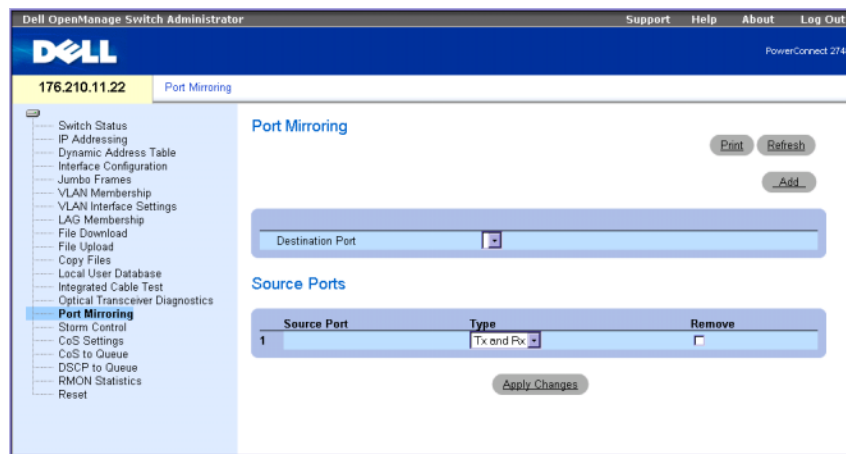 Dell OpenManage Switch Administrator Support Help About Log Out
DELL
PowerConnect 274
176.210.11.22 Port Mirroring
Switch Status
IP Addressing
Dynamic Address Table
Interface Configuration
Jumbo Frames
VLAN Membership
VLAN Interface Settings
LAG Membership
File Download
File Upload
Copy Files
Local User Database
Integrated Cable Test
Optical Transceiver Diagnostics
Port Mirroring
Storm Control
CoS Settings
CoS to Queue
DSCP to Queue
RMON Statistics
Reset
Port Mirroring
Print Refresh
Add
Destination Port
Source Ports
Source Port Type Remove
1 Tx and Rx
Apply Changes